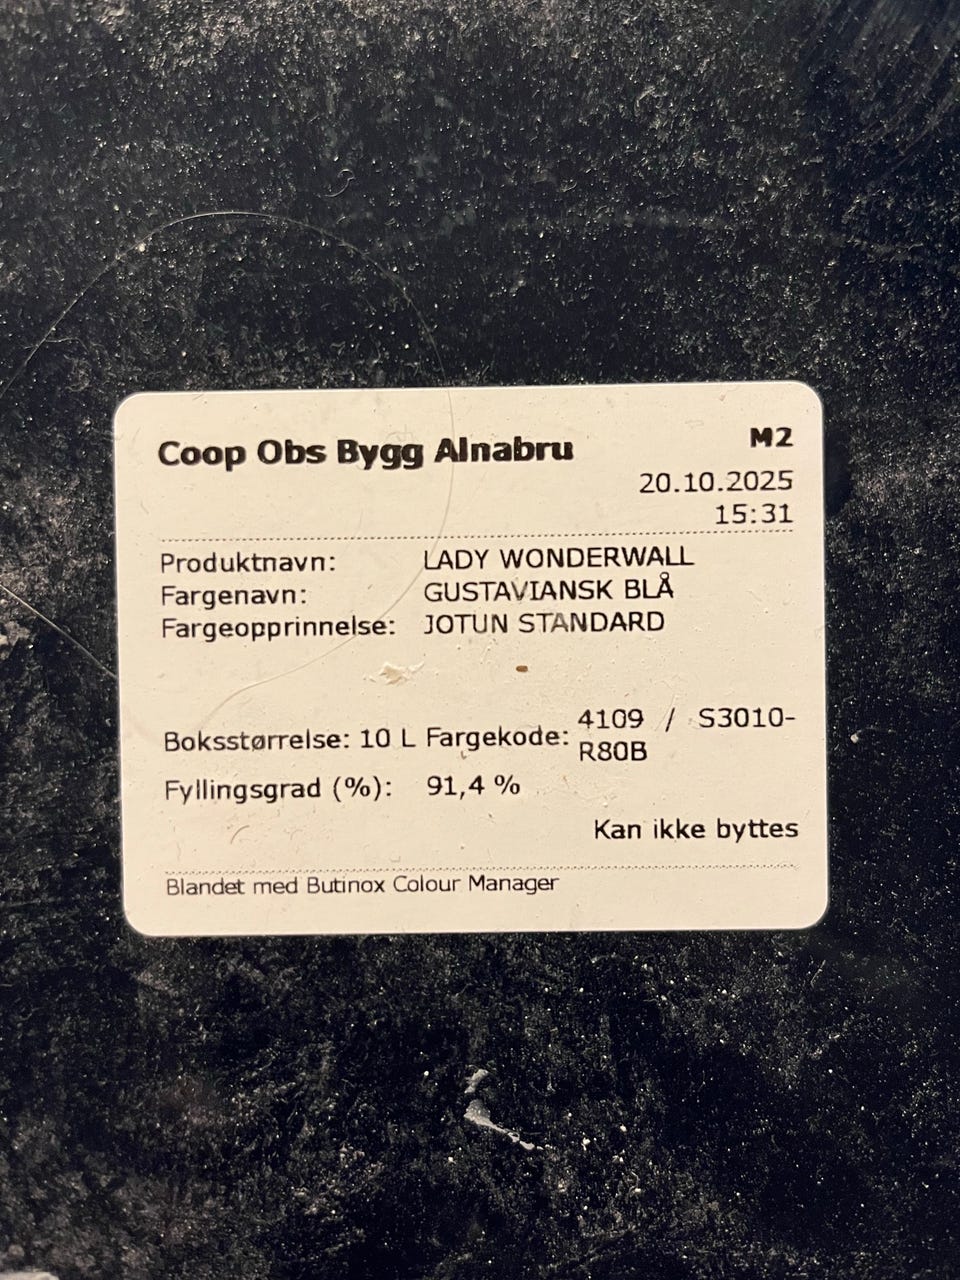 Coop Obs Bygg Alnabru M2
20.10.2025
15:31
Produktnavn: LADY WONDERWALL
Fargenavn: GUSTAVIANSK BLÅ
Fargeopprinnelse: JOTUN STANDARD
Boksstørrelse: 10 L Fargekode: 4109 / S3010-
R80B
Fyllingsgrad (%): 91,4 %
Kan ikke byttes
Blandet med Butinox Colour Manager